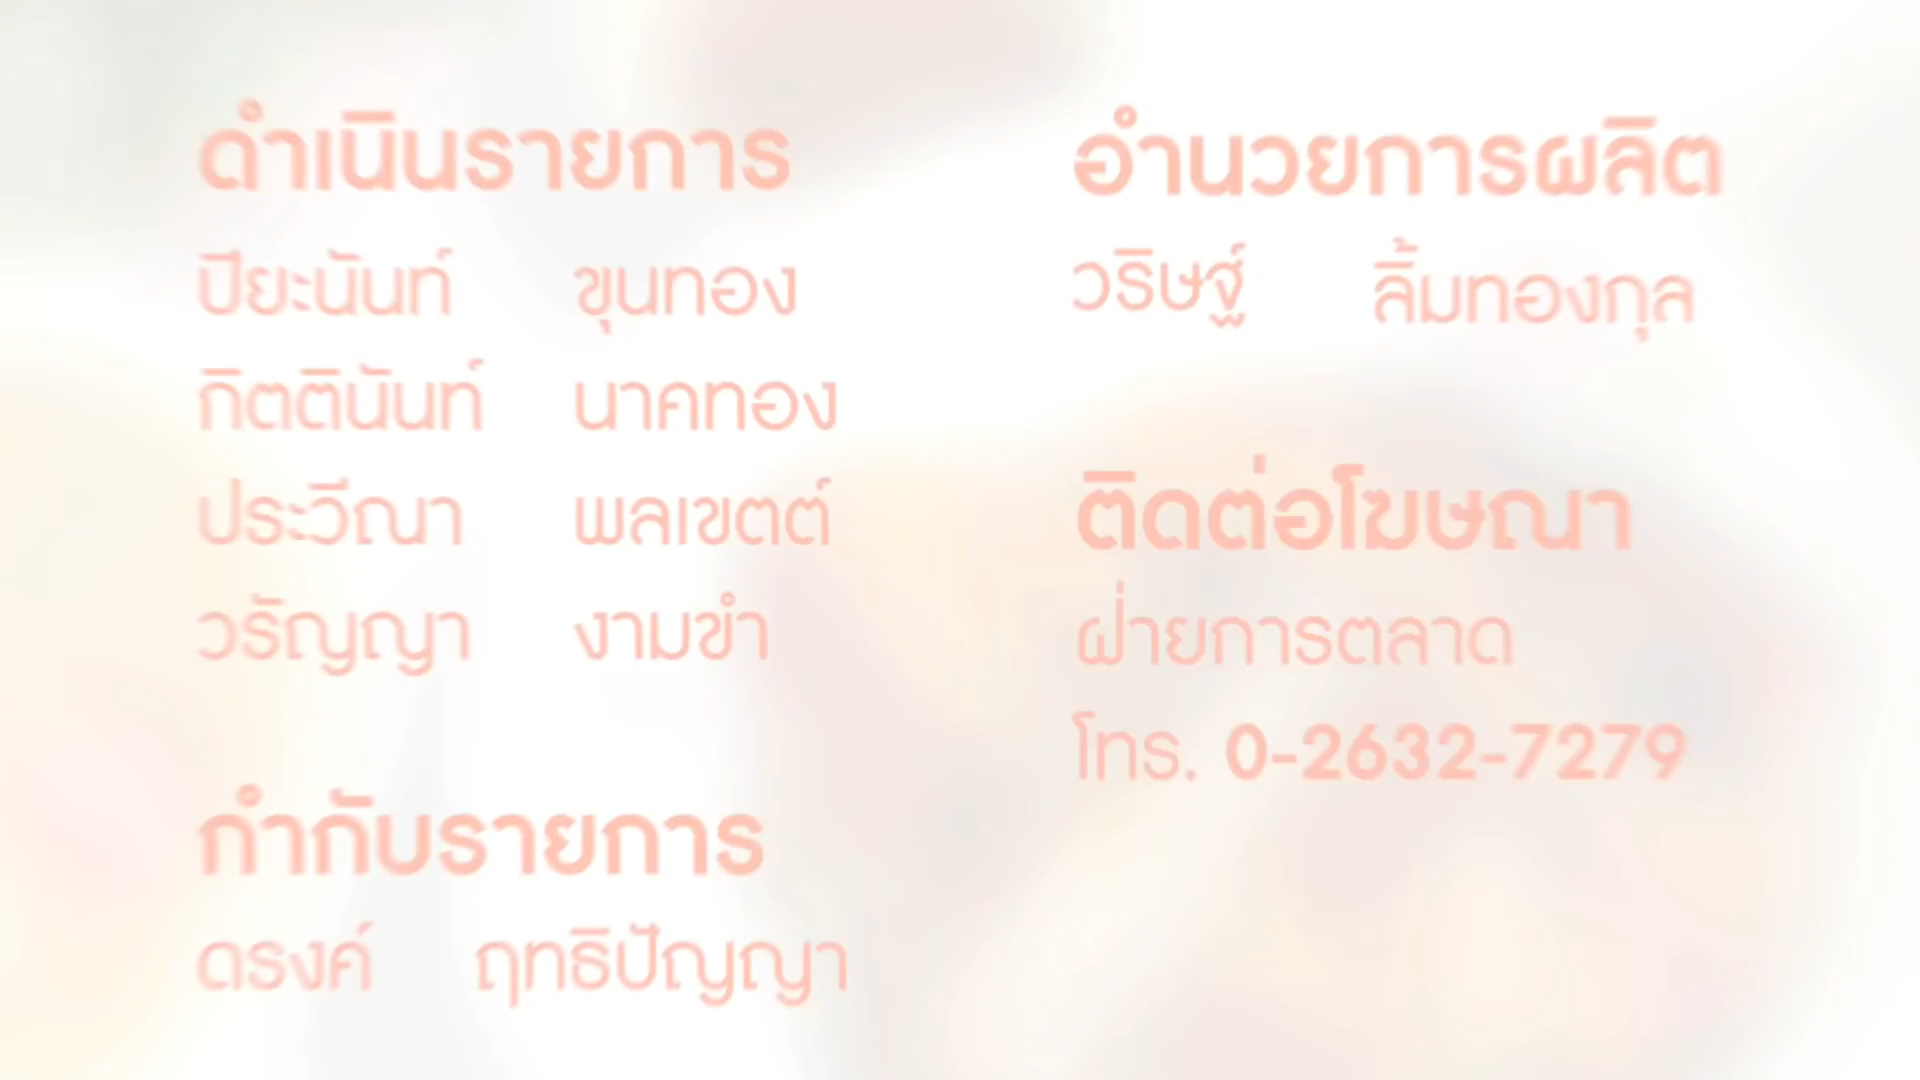 ดำเนินรายการ
ปิยะนันท์ ขุนทอง
กิตตินันท์ นาคทอง
ประวีณา พลเขตต์
วรัญญา งามขำ
กำกับรายการ
ดรงค์ ฤทธิปัญญา
อำนวยการผลิต
วริษฐ์ ลิ้มทองกุล
ติดต่อโฆษณา
ฝ่ายการตลาด
โทร. 0-2632-7279